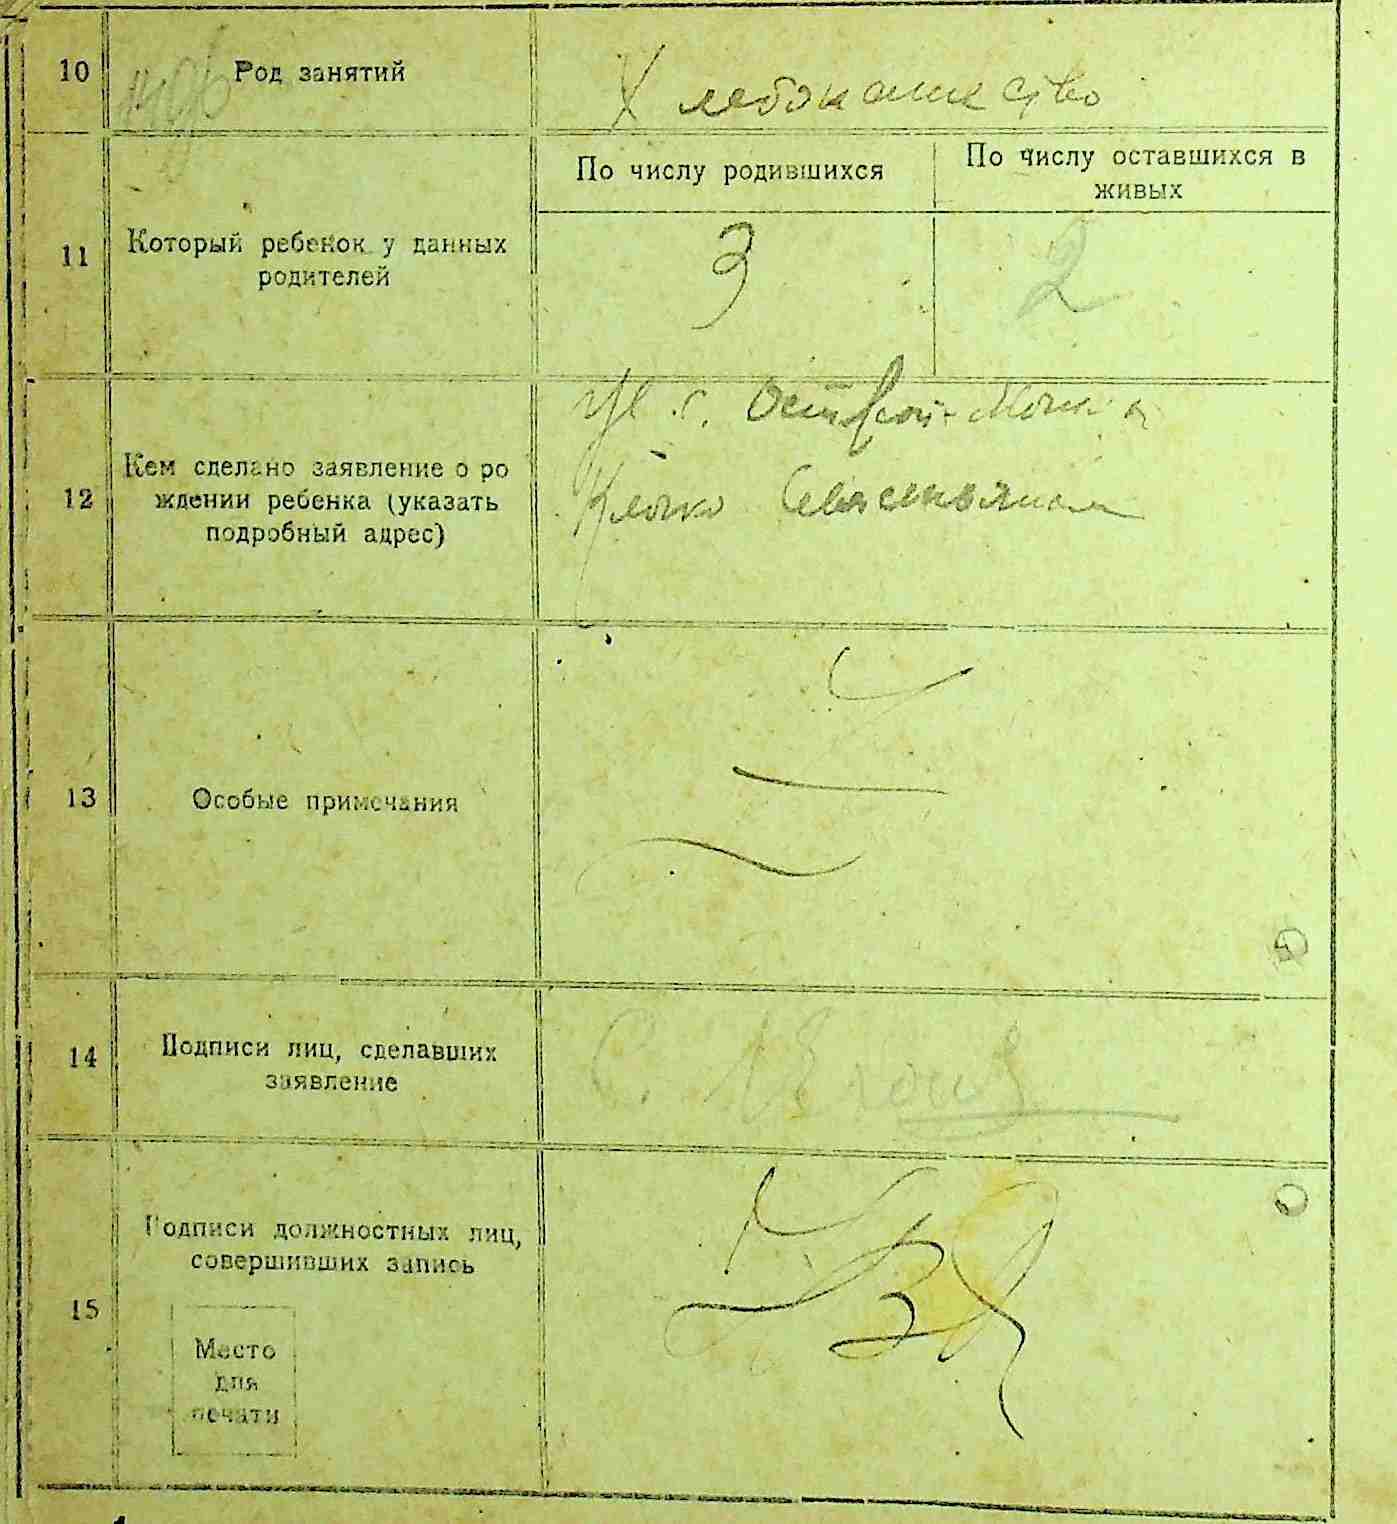 10
Род занятий
Хлебопашество
11
Который ребенок у данных
родителей
По числу родившихся
По числу оставшихся в
живых
3
2
12
Кем сделано заявление о ро
ждении ребенка (указать
подробный адрес)
с.
13
Особые примечания
14
Подписи лиц, сделавших
заявление
С.
15
Подписи должностных лиц,
совершивших запись
Место
для
печати